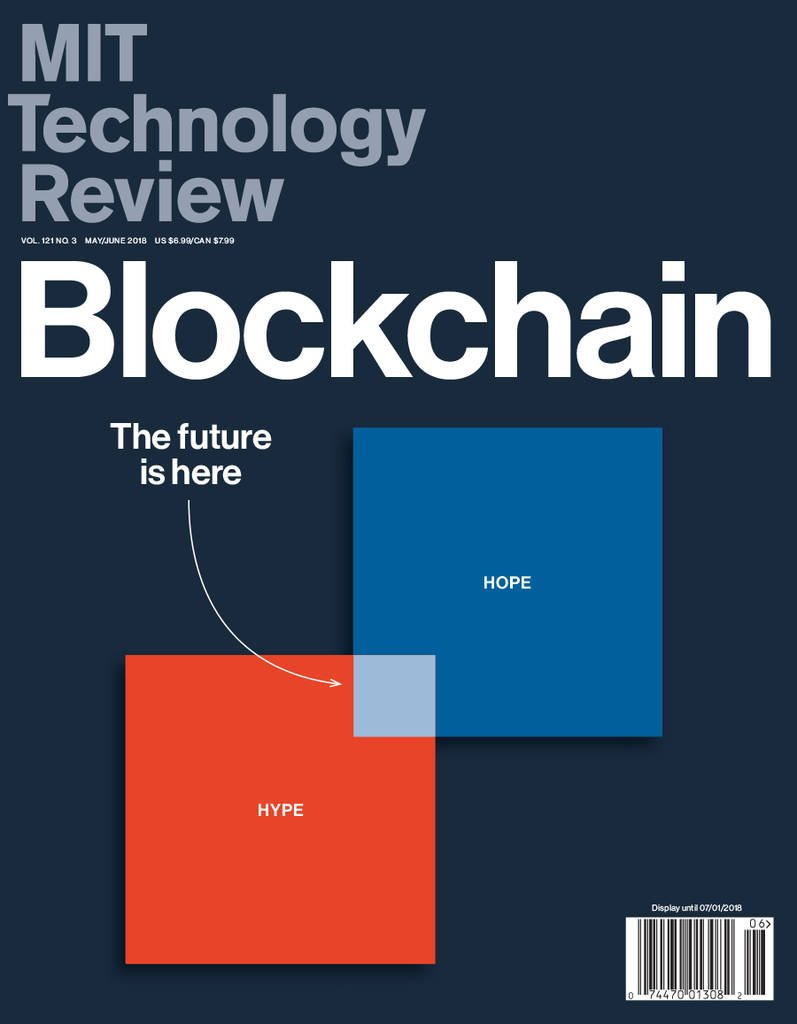 MIT
Technology
Review
VOL. 121 NO. 3 MAY/JUNE 2018 US $6.99/CAN $7.99
Blockchain
The future
is here
HOPE
HYPE
Display until 07/01/2018
06>
0 74470 01308 2